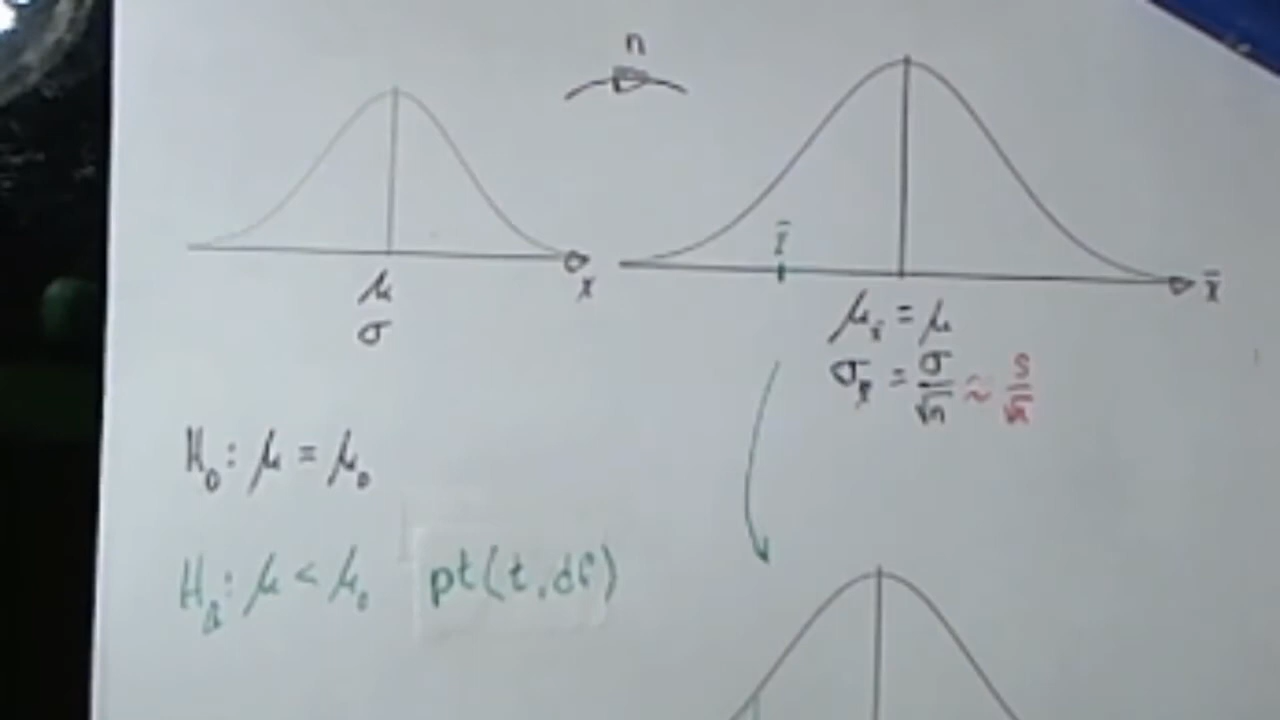 n
x̄
μ
σ
x
x̄
μx̄ = μ
σx̄ = σ/√n ≈ s/√n
H₀: μ = μ₀
Hₐ: μ < μ₀ pt(t, df)